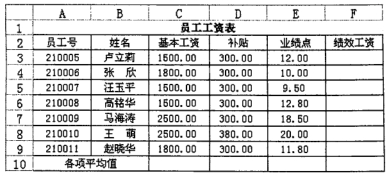 A B C D E F
1 员工工资表
2 员工号 姓名 基本工资 补贴 业绩点 绩效工资
3 210005 卢立莉 1500.00 300.00 12.00
4 210006 张 欣 1800.00 300.00 10.00
5 210007 汪玉平 1500.00 300.00 9.50
6 210008 高铭华 1500.00 300.00 12.80
7 210009 马海涛 2500.00 300.00 18.50
8 210010 王 萌 2500.00 380.00 20.00
9 210011 赵晓华 1800.00 300.00 11.80
10 各项平均值